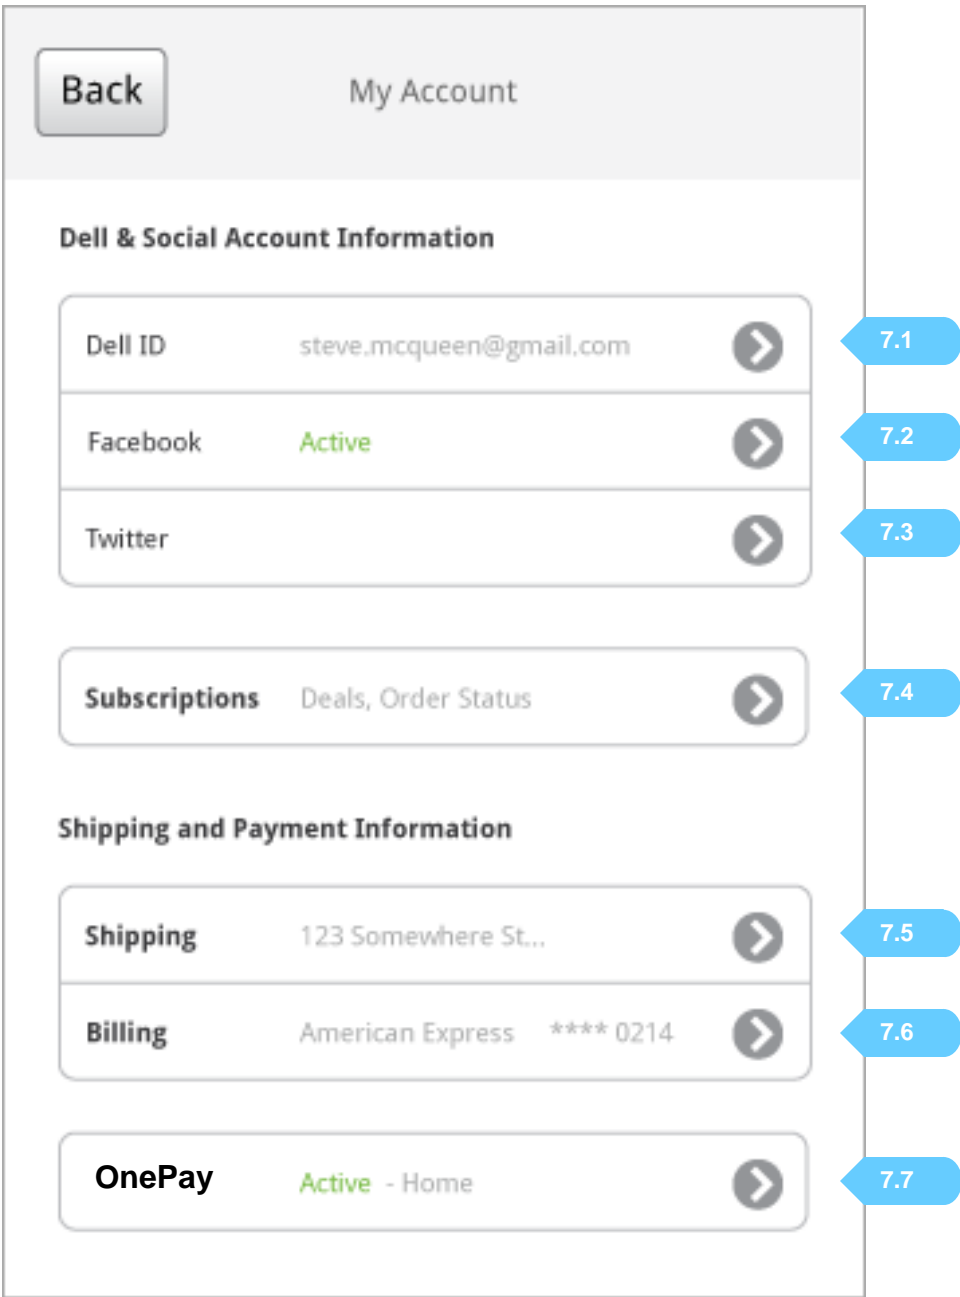 Back
My Account
Dell & Social Account Information
Dell ID steve.mcqueen@gmail.com 7.1
Facebook Active 7.2
Twitter 7.3
Subscriptions Deals, Order Status 7.4
Shipping and Payment Information
Shipping 123 Somewhere St... 7.5
Billing American Express **** 0214 7.6
OnePay Active - Home 7.7